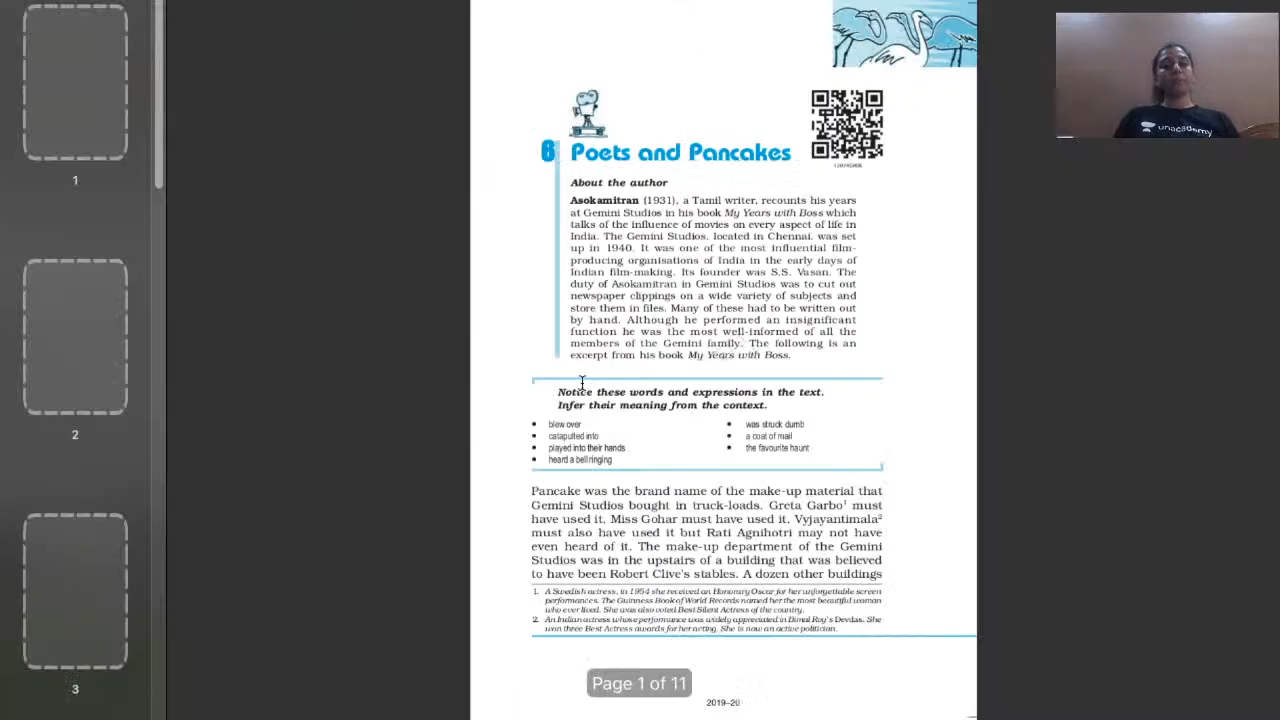 unacademy
6 Poets and Pancakes
About the author
Asokamitran (1931), a Tamil writer, recounts his years
at Gemini Studios in his book My Years with Boss which
talks of the influence of movies on every aspect of life in
India. The Gemini Studios, located in Chennai, was set
up in 1940. It was one of the most influential film-
producing organisations of India in the early days of
Indian film-making. Its founder was S.S. Vasan. The
duty of Asokamitran in Gemini Studios was to cut out
newspaper clippings on a wide variety of subjects and
store them in files. Many of these had to be written out
by hand. Although he performed an insignificant
function he was the most well-informed of all the
members of the Gemini family. The following is an
excerpt from his book My Years with Boss.
Notice these words and expressions in the text.
Infer their meaning from the context.
• blew over
• catapulted into
• played into their hands
• heard a bell ringing
• was struck dumb
• a coat of mail
• the favourite haunt
Pancake was the brand name of the make-up material that
Gemini Studios bought in truck-loads. Greta Garbo1 must
have used it, Miss Gohar must have used it, Vyjayantimala2
must also have used it but Rati Agnihotri may not have
even heard of it. The make-up department of the Gemini
Studios was in the upstairs of a building that was believed
to have been Robert Clive's stables. A dozen other buildings
1. A Swedish actress, in 1954 she received an Honorary Oscar for her unforgettable screen
performances. The Guinness Book of World Records named her the most beautiful woman
who ever lived. She was also voted Best Silent Actress of the country.
2. An Indian actress whose performance was widely appreciated in Bimal Roy's Devdas. She
won three Best Actress awards for her acting. She is now an active politician.
Page 1 of 11
2019–20
1
2
3